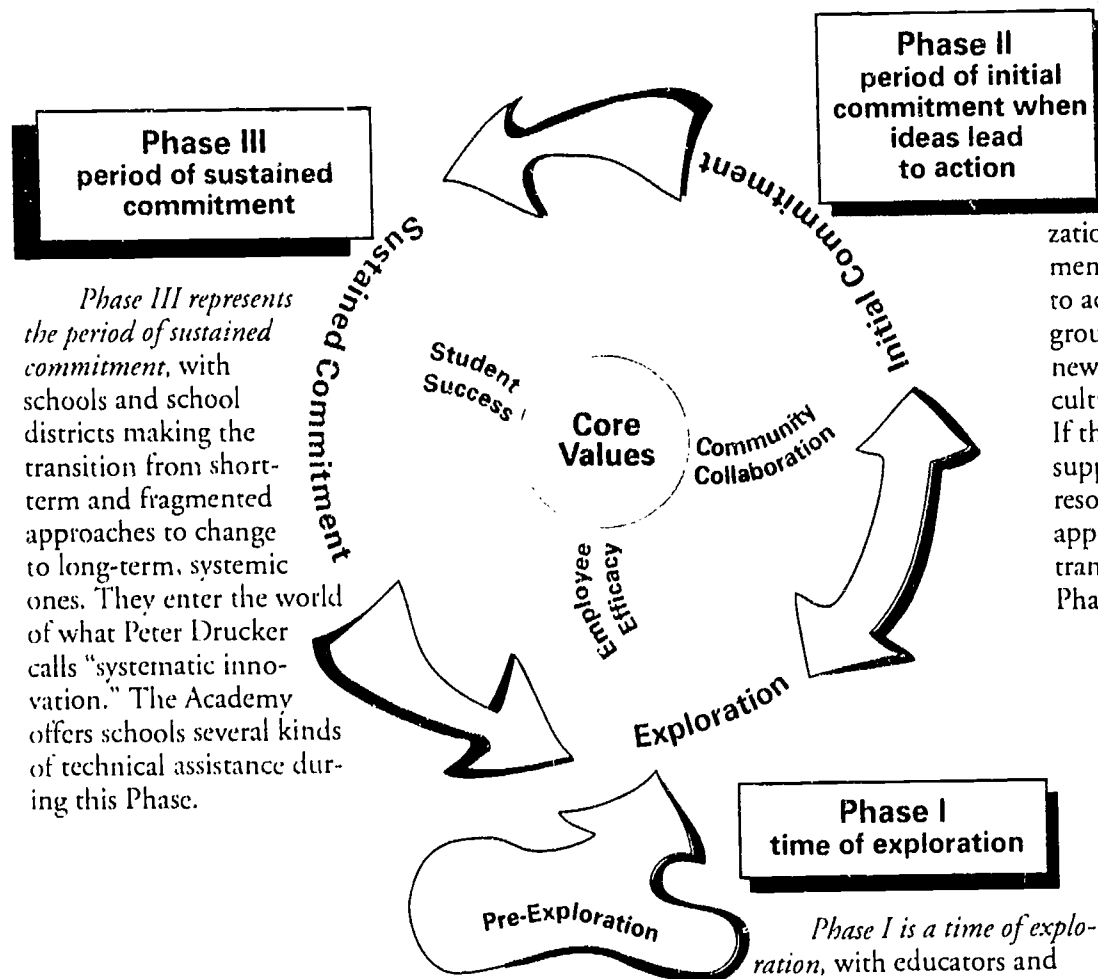 Phase II
period of initial
commitment when
ideas lead
to action
Phase III
period of sustained
commitment
Initial Commitment
Sustained Commitment
Phase III represents
the period of sustained
commitment, with
schools and school
districts making the
transition from short-
term and fragmented
approaches to change
to long-term, systemic
ones. They enter the world
of what Peter Drucker
calls "systematic inno-
vation." The Academy
offers schools several kinds
of technical assistance dur-
ing this Phase.
Student
Success
Core
Values
Community
Collaboration
Employee
Efficacy
Exploration
Pre-Exploration
Phase I
time of exploration
Phase I is a time of explo-
ration, with educators and
to ac
new
If th